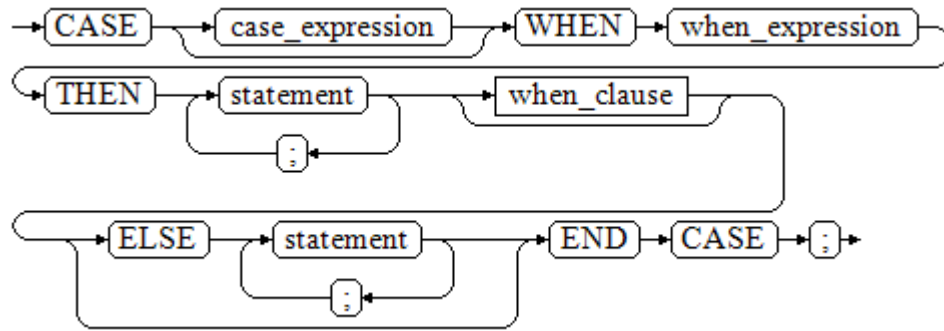 CASE case_expression WHEN when_expression
THEN statement when_clause
;
ELSE statement END CASE ;
;